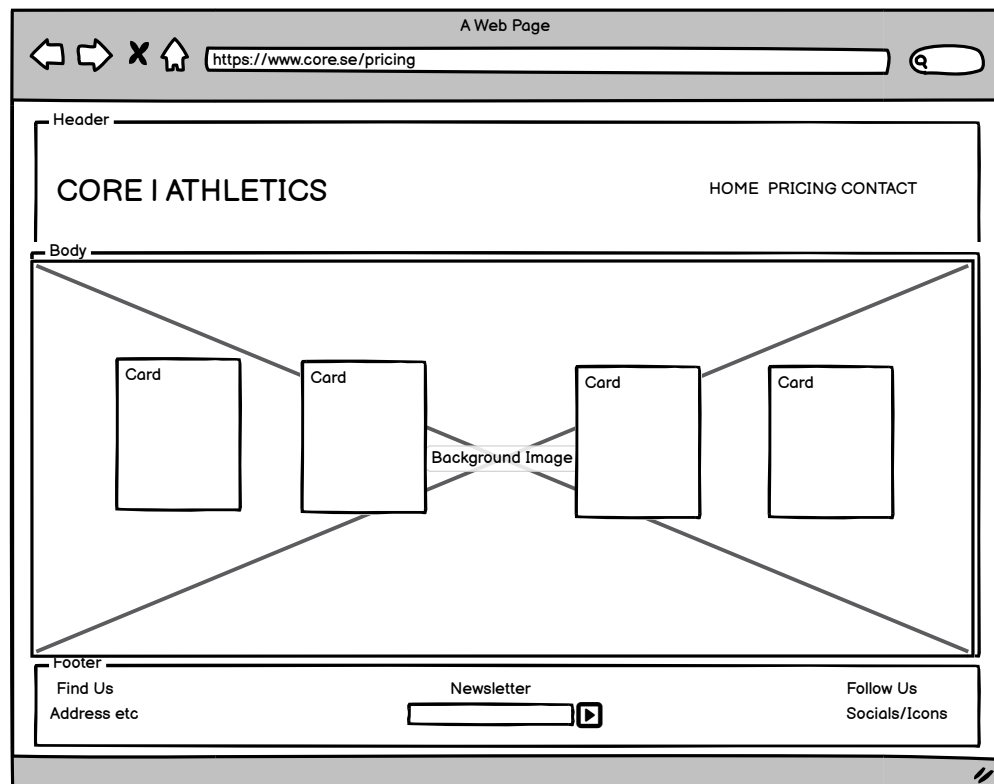 A Web Page
https://www.core.se/pricing
Header
CORE | ATHLETICS
HOME PRICING CONTACT
Body
Card
Card
Card
Card
Background Image
Footer
Find Us
Newsletter
Follow Us
Address etc
Socials/Icons